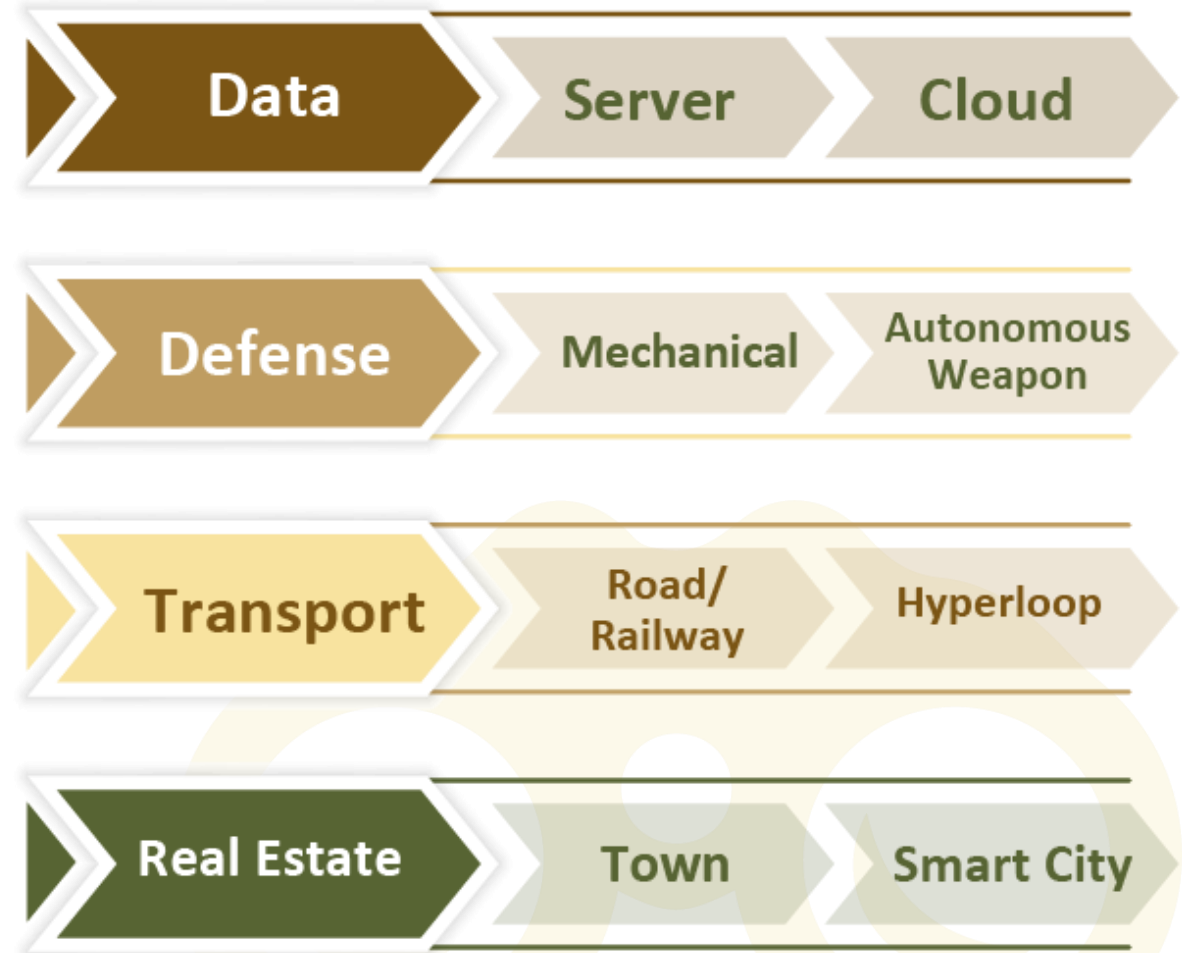 Data
Server
Cloud
Defense
Mechanical
Autonomous
Weapon
Transport
Road/
Railway
Hyperloop
Real Estate
Town
Smart City